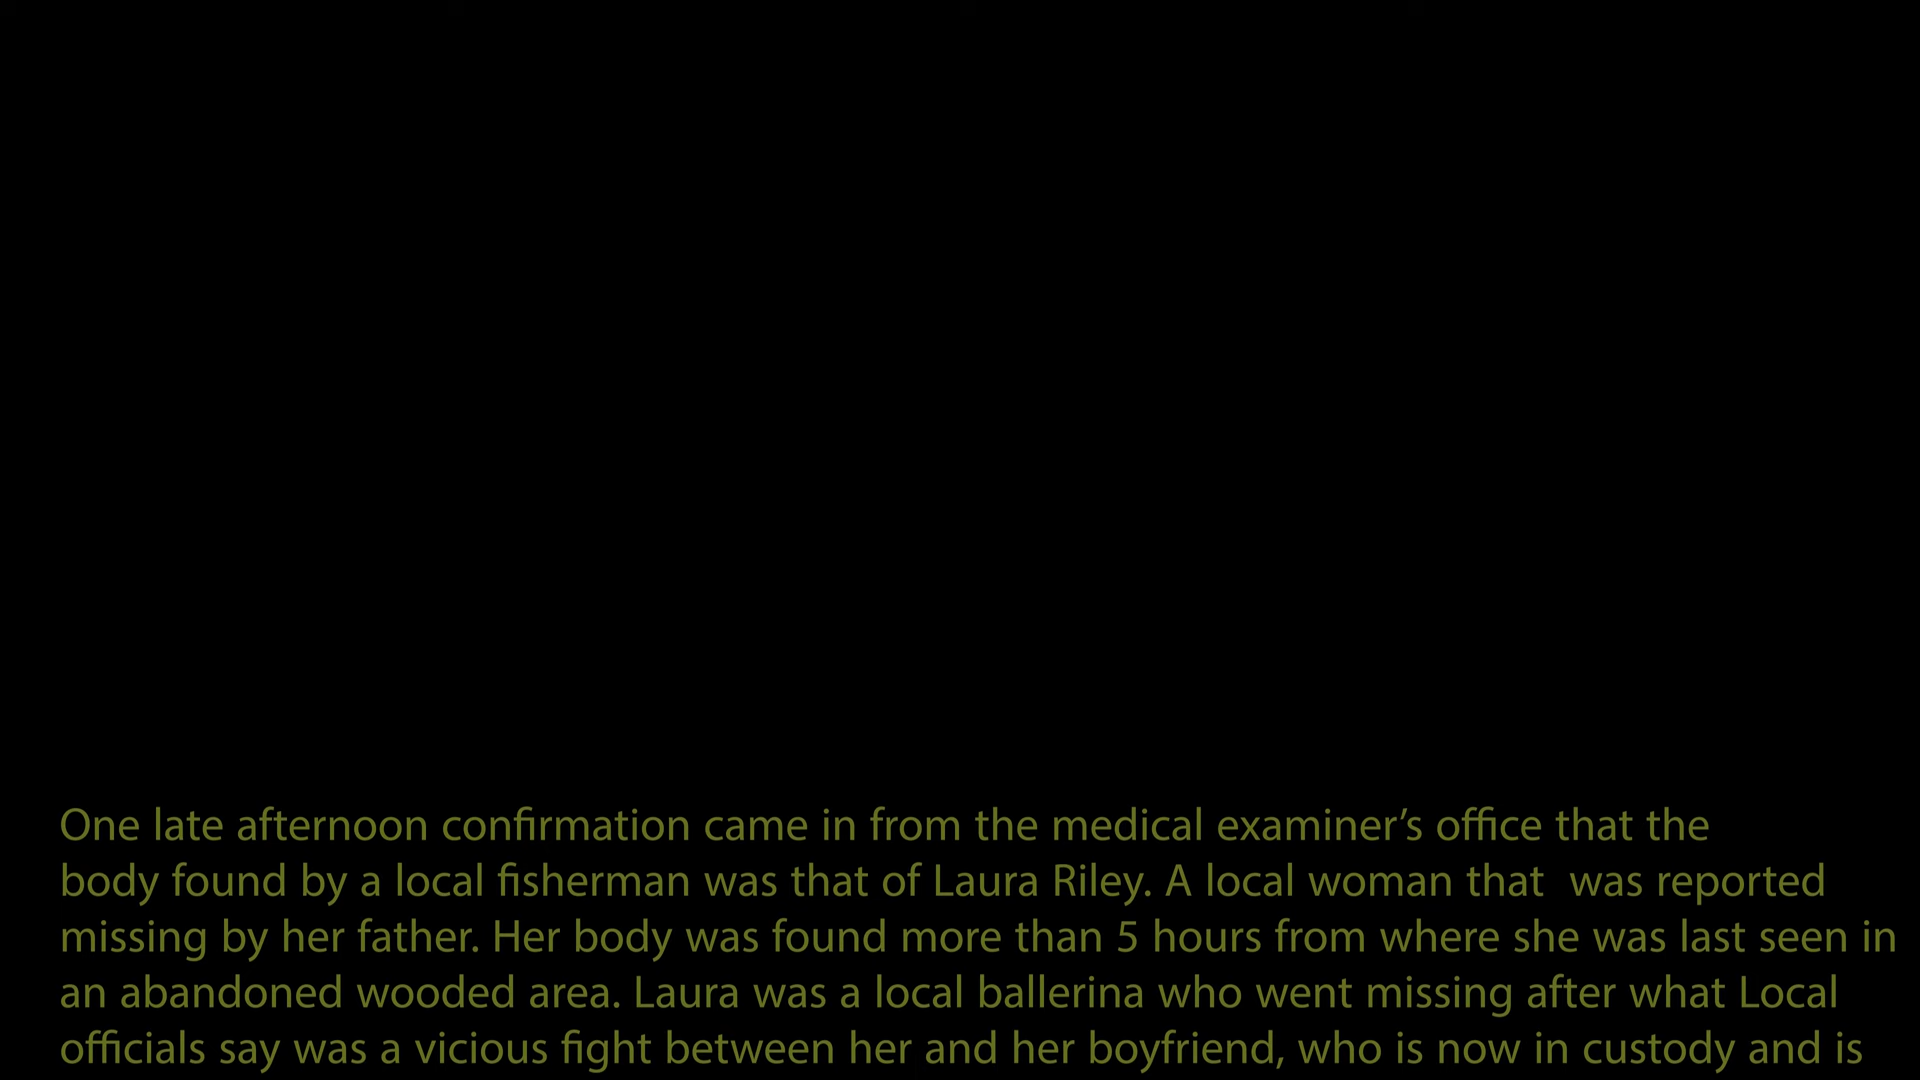 One late afternoon confirmation came in from the medical examiner’s office that the
body found by a local fisherman was that of Laura Riley. A local woman that  was reported
missing by her father. Her body was found more than 5 hours from where she was last seen in
an abandoned wooded area. Laura was a local ballerina who went missing after what Local
officials say was a vicious fight between her and her boyfriend, who is now in custody and is